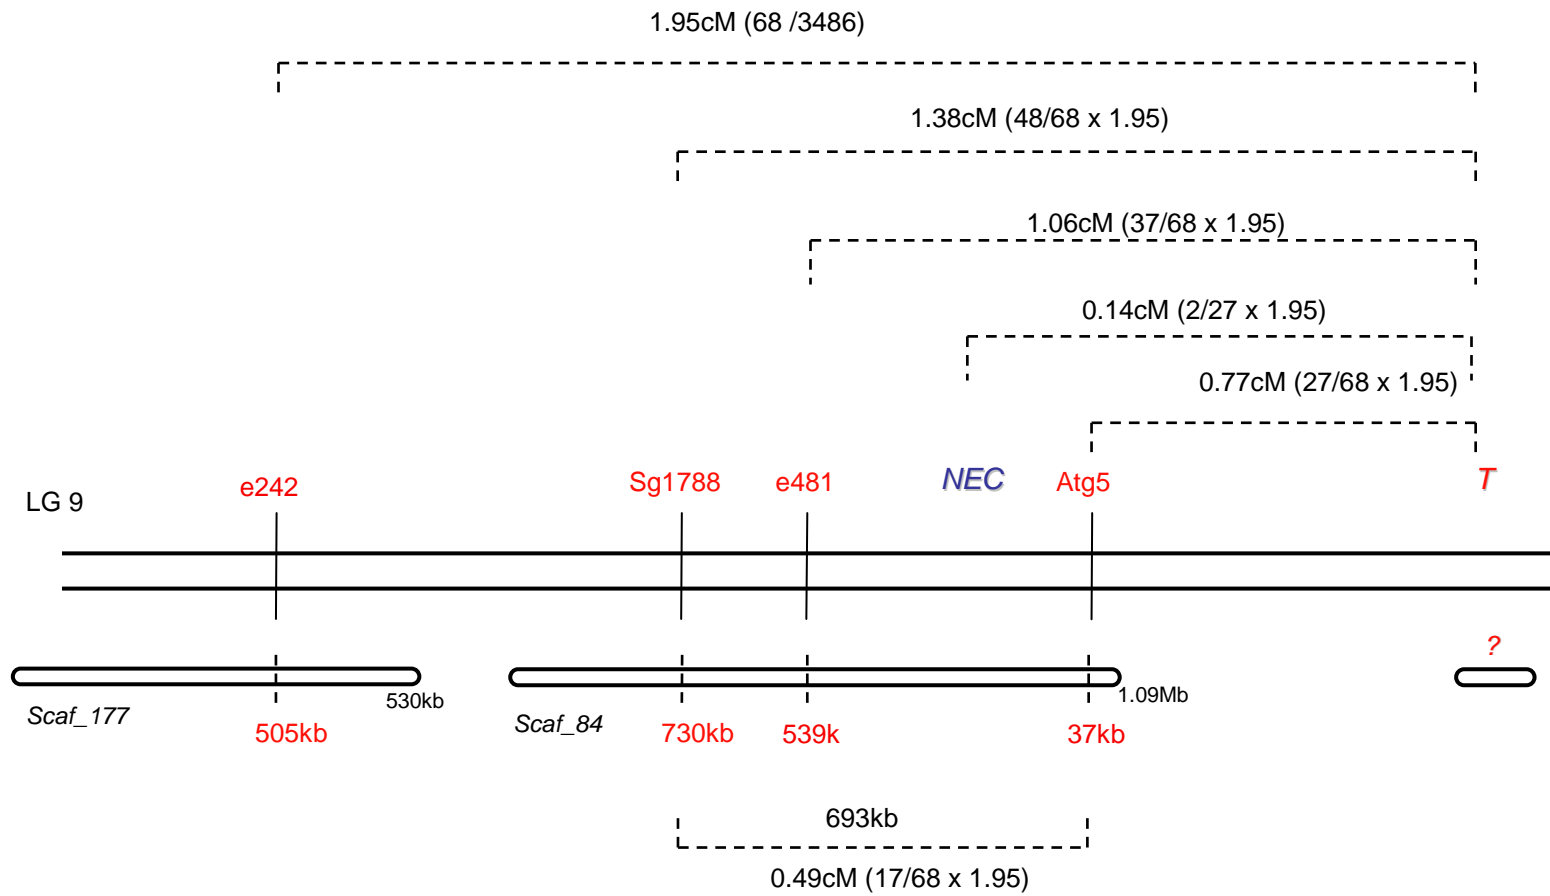 1.95cM (68 /3486)
1.38cM (48/68 x 1.95)
1.06cM (37/68 x 1.95)
0.14cM (2/27 x 1.95)
0.77cM (27/68 x 1.95)
LG 9
e242
Sg1788
e481
NEC
Atg5
T
?
Scaf_177
530kb
505kb
Scaf_84
1.09Mb
730kb
539k
37kb
693kb
0.49cM (17/68 x 1.95)